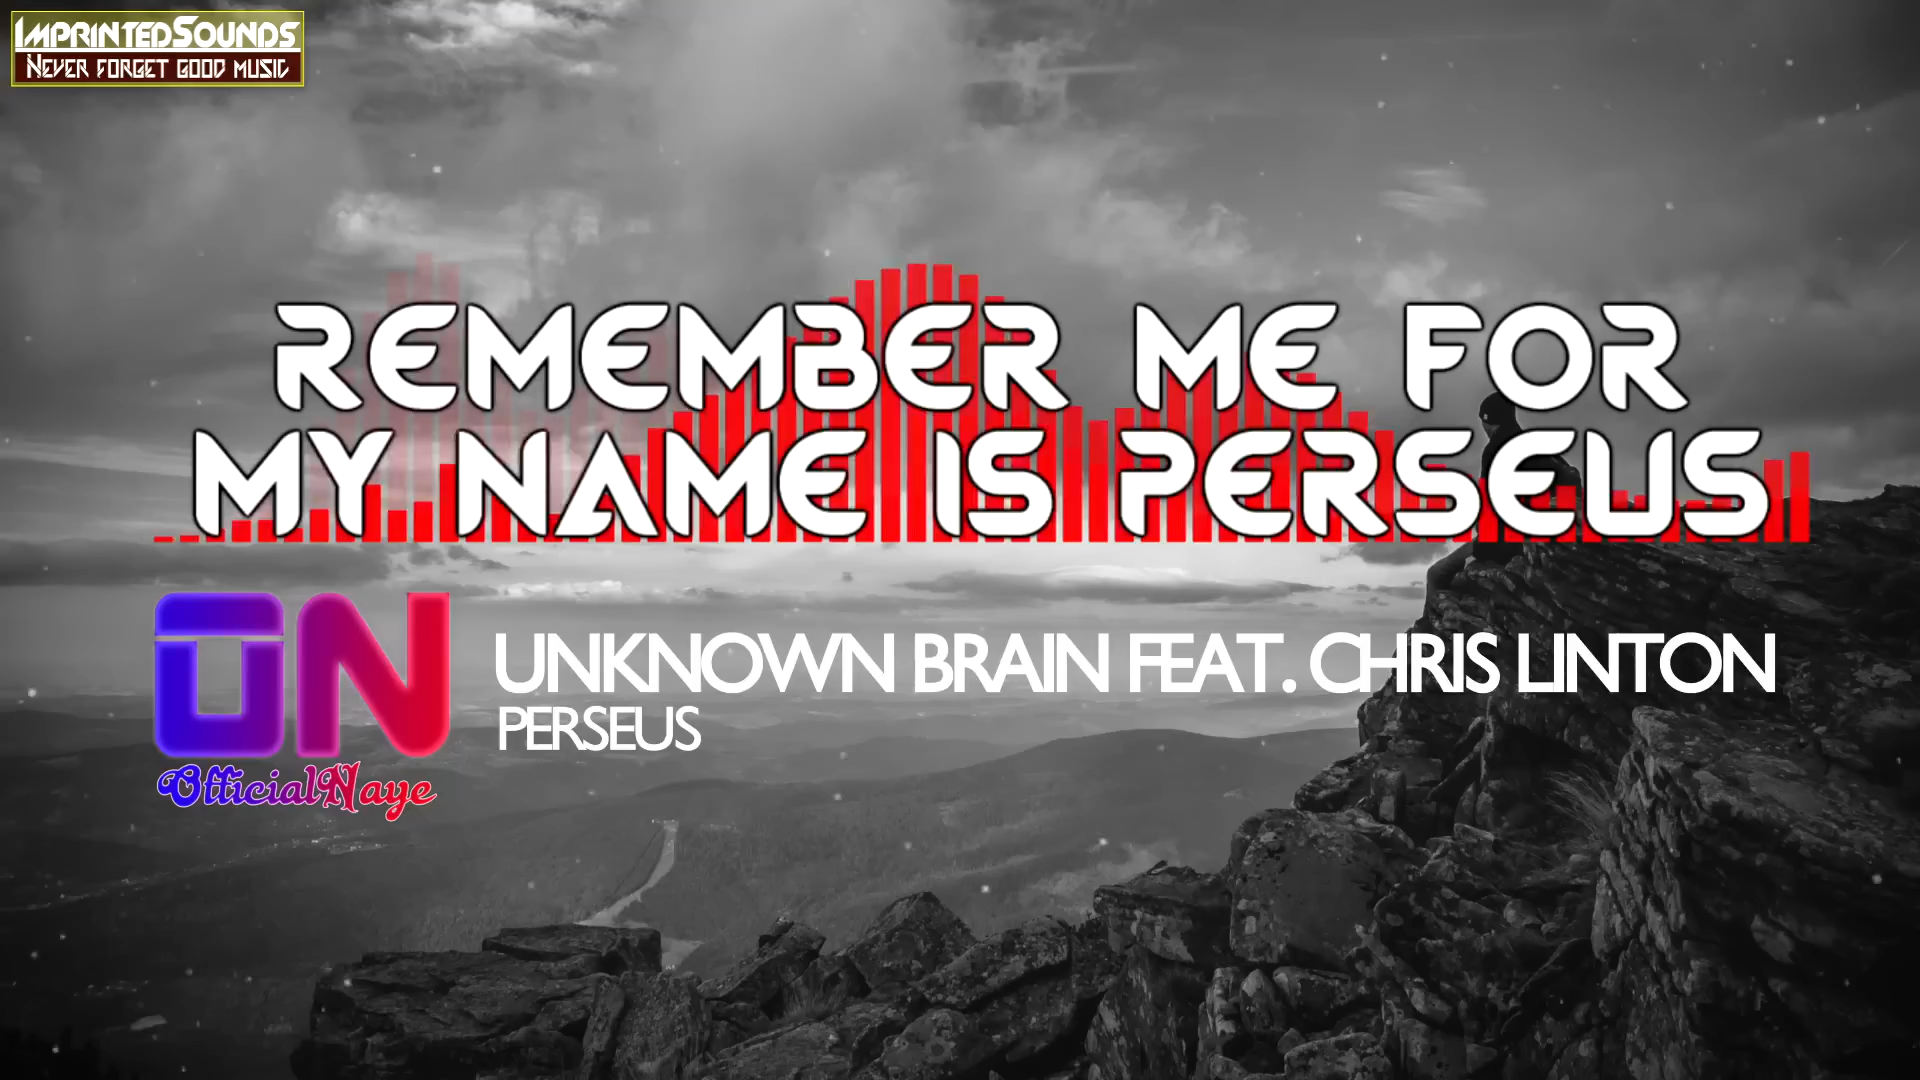 ImprintedSounds
Never forget good music
REMEMBER ME FOR
MY NAME IS PERSEUS
ON
UNKNOWN BRAIN FEAT. CHRIS LINTON
PERSEUS
OfficialNaye